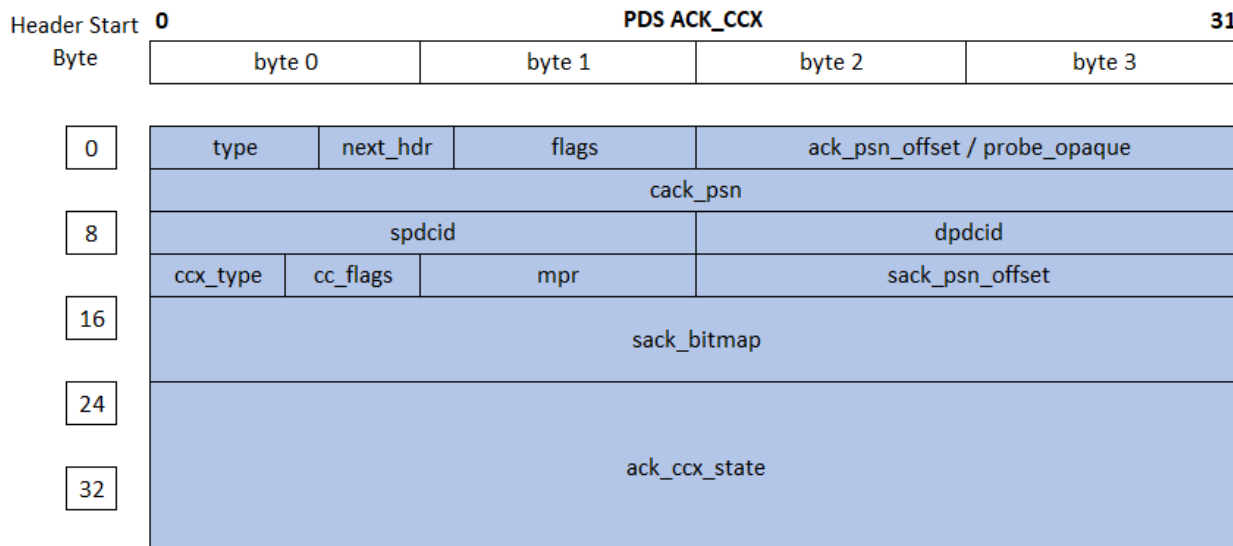 Header Start Byte
0 PDS ACK_CCX 31
byte 0 byte 1 byte 2 byte 3
0 type next_hdr flags ack_psn_offset / probe_opaque
cack_psn
8 spdcid dpdcid
ccx_type cc_flags mpr sack_psn_offset
16
sack_bitmap
24
ack_ccx_state
32